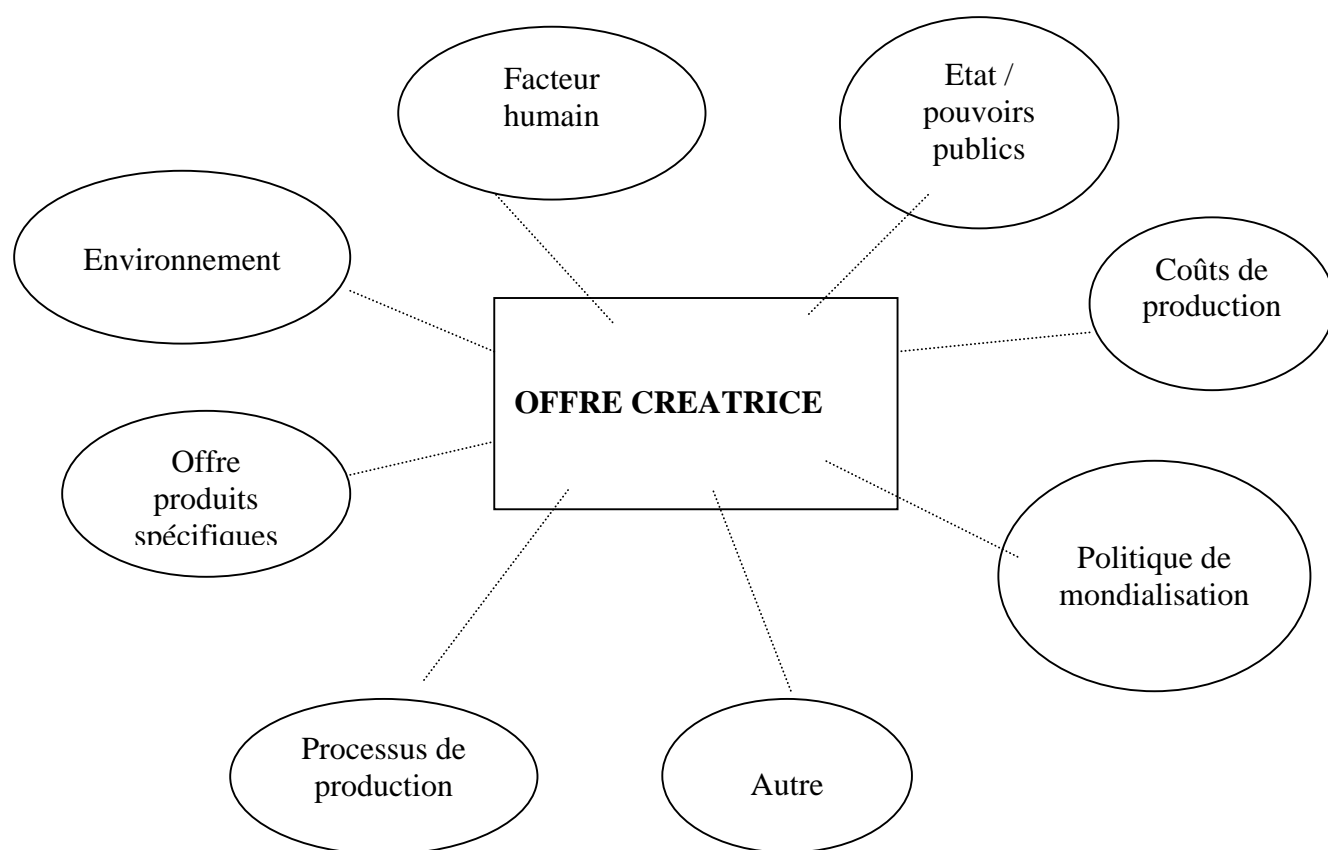 Facteur
humain
Etat /
pouvoirs
publics
Environnement
Coûts de
production
OFFRE CREATRICE
Offre
produits
spécifiques
Politique de
mondialisation
Processus de
production
Autre